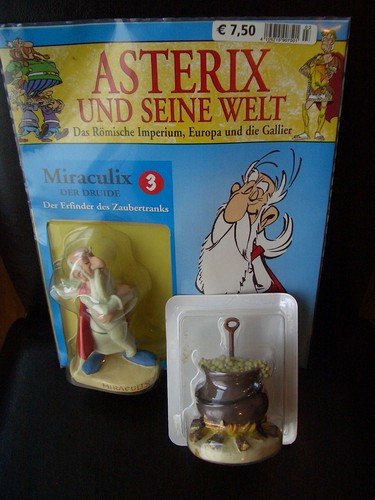 € 7,50
ASTERIX
UND SEINE WELT
Das Römische Imperium, Europa und die Gallier
Miraculix 3
DER DRUIDE
Der Erfinder des Zaubertranks
MIRACULIX